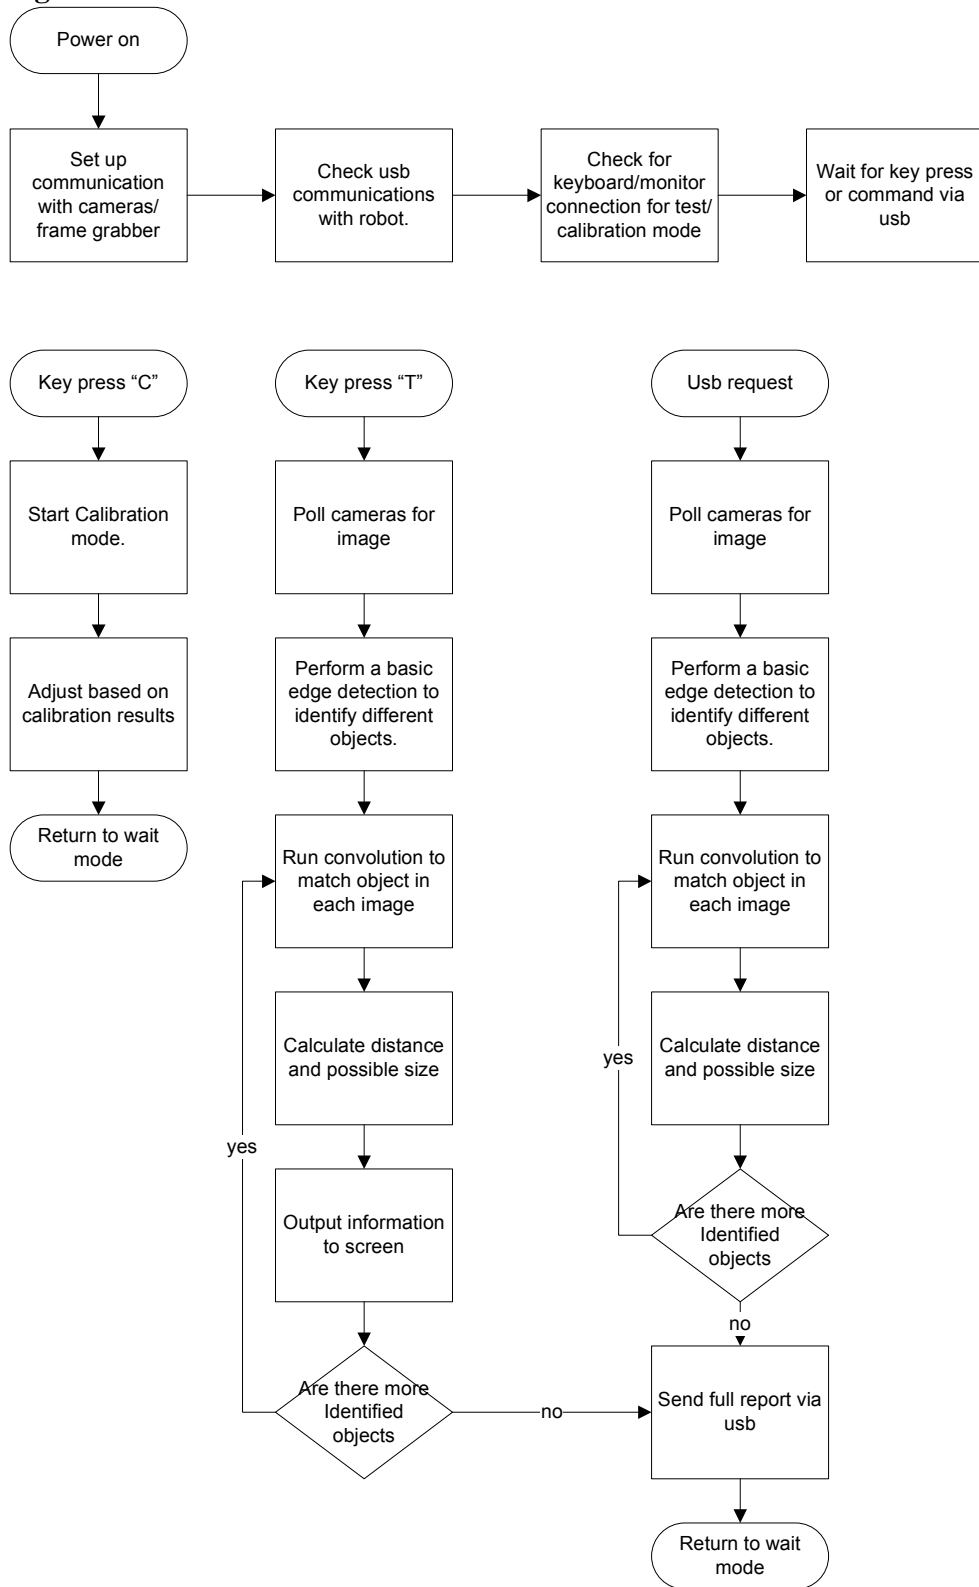 Power on
Set up
communication
with cameras/
frame grabber
Check usb
communications
with robot.
Check for
keyboard/monitor
connection for test/
calibration mode
Wait for key press
or command via
usb
Key press “C”
Start Calibration
mode.
Adjust based on
calibration results
Return to wait
mode
Key press “T”
Poll cameras for
image
Perform a basic
edge detection to
identify different
objects.
Run convolution to
match object in
each image
Calculate distance
and possible size
yes
Output information
to screen
Are there more
Identified
objects
no
Usb request
Poll cameras for
image
Perform a basic
edge detection to
identify different
objects.
Run convolution to
match object in
each image
Calculate distance
and possible size
yes
Are there more
Identified
objects
no
Send full report via
usb
Return to wait
mode